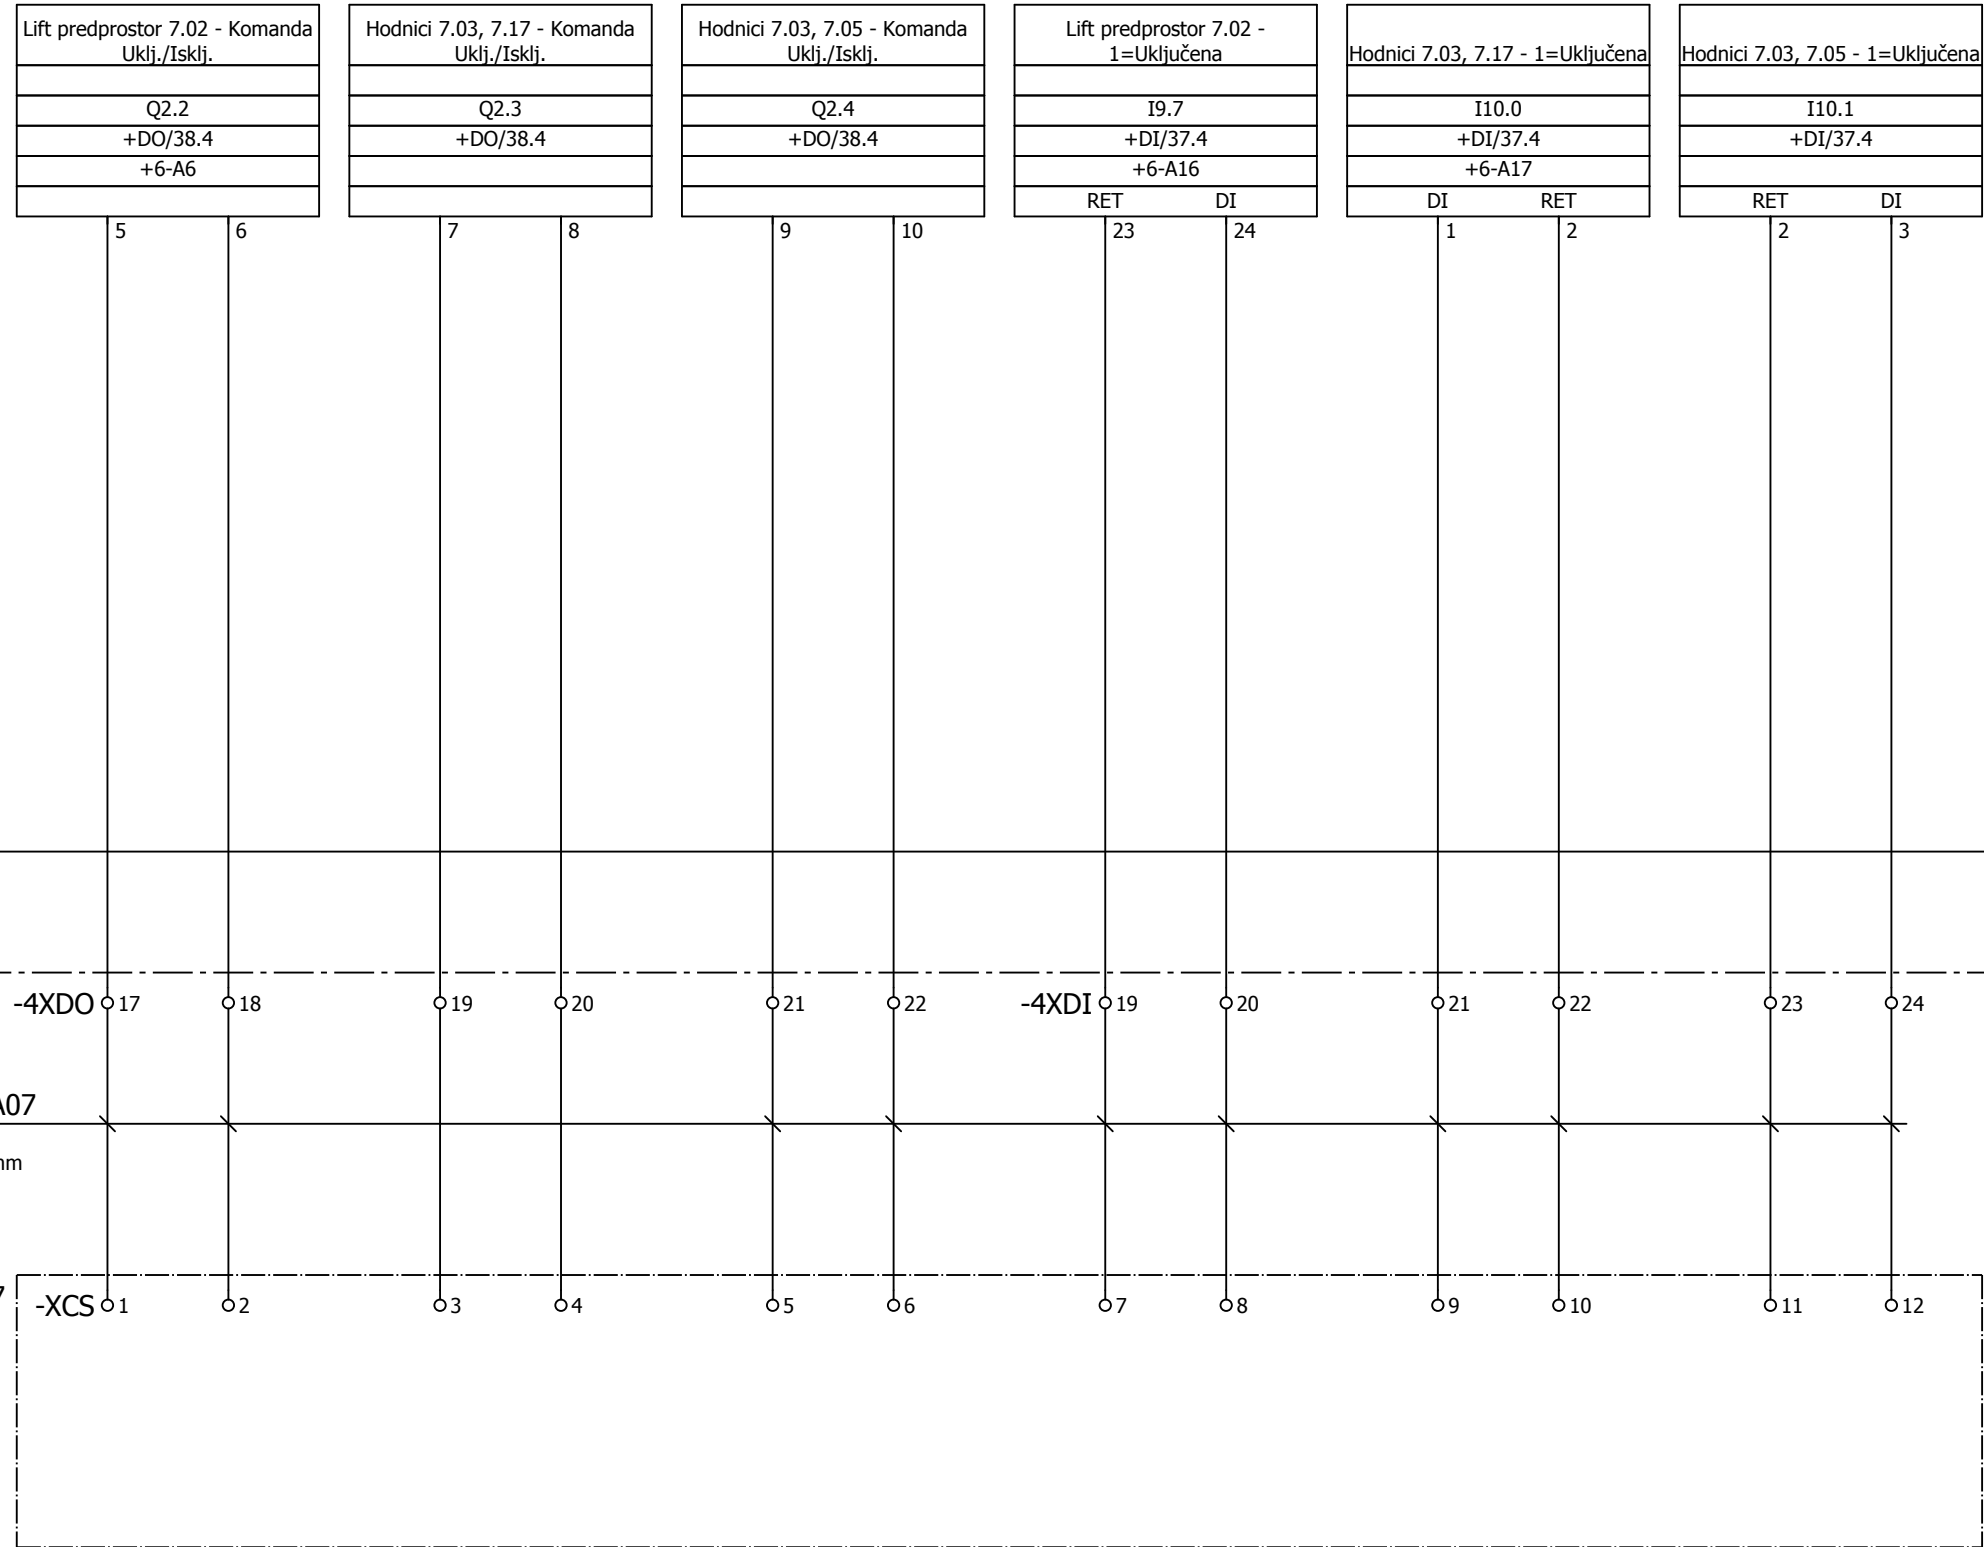 Lift predprostor 7.02 - Komanda
Uklj./Isklj.
Q2.2
+DO/38.4
+6-A6
Hodnici 7.03, 7.17 - Komanda
Uklj./Isklj.
Q2.3
+DO/38.4
Hodnici 7.03, 7.05 - Komanda
Uklj./Isklj.
Q2.4
+DO/38.4
Lift predprostor 7.02 -
1=Uključena
I9.7
+DI/37.4
+6-A16
RET DI
Hodnici 7.03, 7.17 - 1=Uključena
I10.0
+DI/37.4
+6-A17
DI RET
Hodnici 7.03, 7.05 - 1=Uključena
I10.1
+DI/37.4
RET DI
5 6 7 8 9 10 23 24 1 2 2 3
-4XDO 17 18 19 20 21 22 -4XDI 19 20 21 22 23 24
A07
mm
7
-XCS 1 2 3 4 5 6 7 8 9 10 11 12